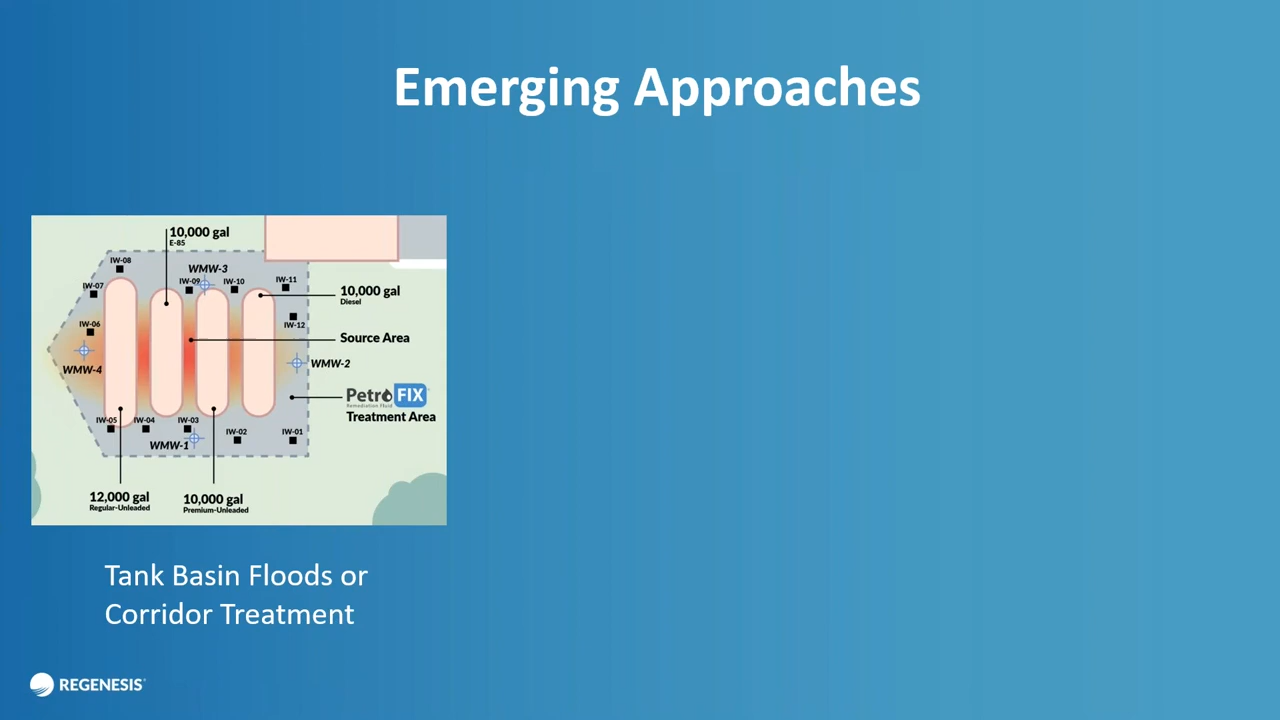 Emerging Approaches
10,000 gal
E-85
IW-08
WMW-3
IW-07
IW-09
IW-10
IW-11
10,000 gal
Diesel
IW-06
IW-12
Source Area
WMW-4
WMW-2
PetroFIX
Remediation Fluid
Treatment Area
IW-05
IW-04
IW-03
WMW-1
IW-02
IW-01
12,000 gal
Regular-Unleaded
10,000 gal
Premium-Unleaded
Tank Basin Floods or
Corridor Treatment
REGENESIS